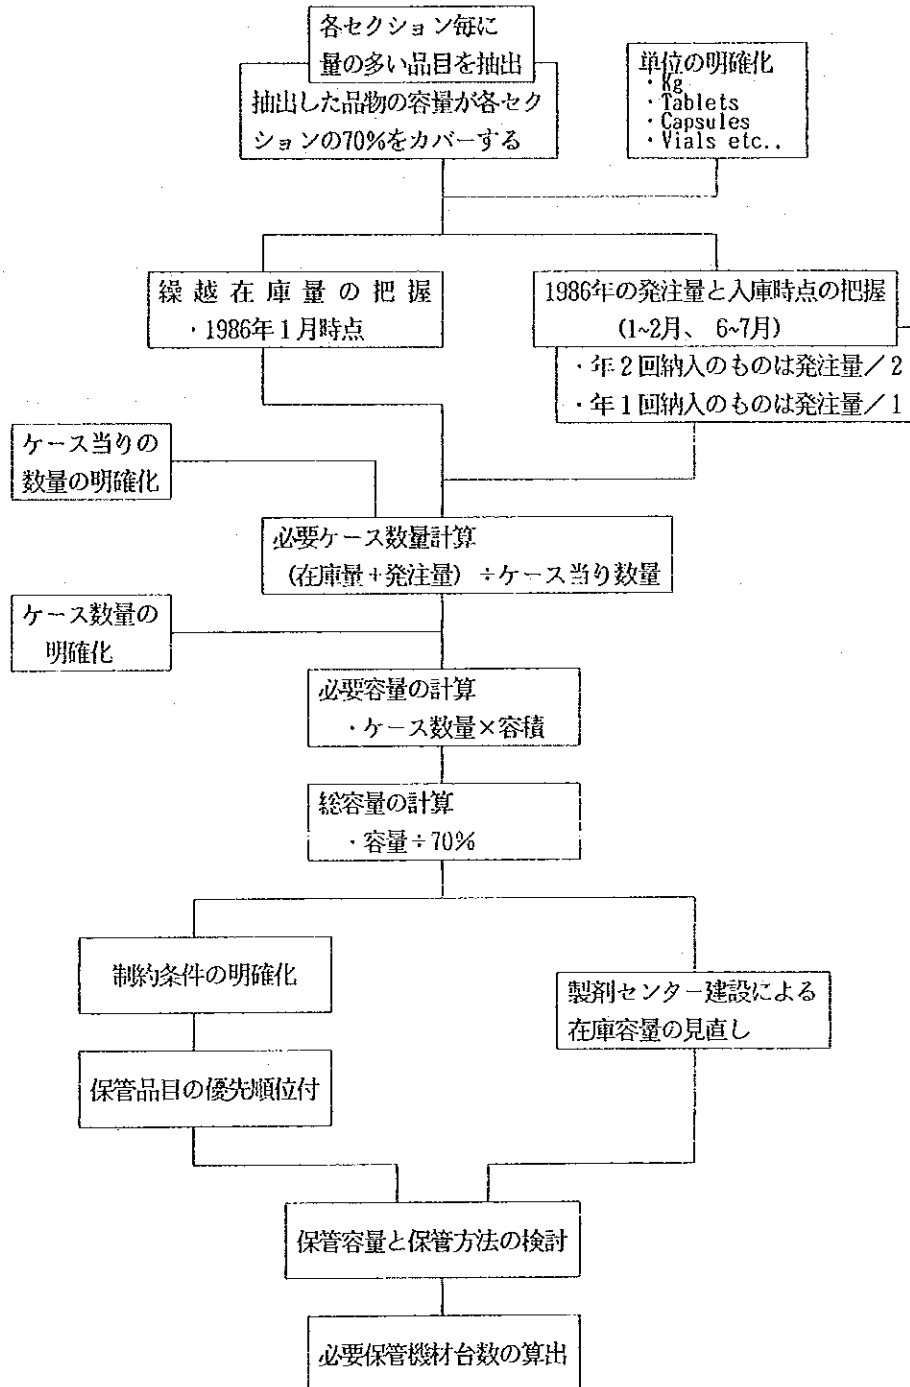 各セクション毎に
量の多い品目を抽出
抽出した品物の容量が各セク
ションの70%をカバーする
単位の明確化
・Kg
・Tablets
・Capsules
・Vials etc..
繰越在庫量の把握
・1986年1月時点
1986年の発注量と入庫時点の把握
(1~2月、6~7月)
・年2回納入のものは発注量/2
・年1回納入のものは発注量/1
ケース当りの
数量の明確化
必要ケース数量計算
(在庫量+発注量)÷ケース当り数量
ケース数量の
明確化
必要容量の計算
・ケース数量×容積
総容量の計算
・容量÷70%
制約条件の明確化
製剤センター建設による
在庫容量の見直し
保管品目の優先順位付
保管容量と保管方法の検討
必要保管機材台数の算出